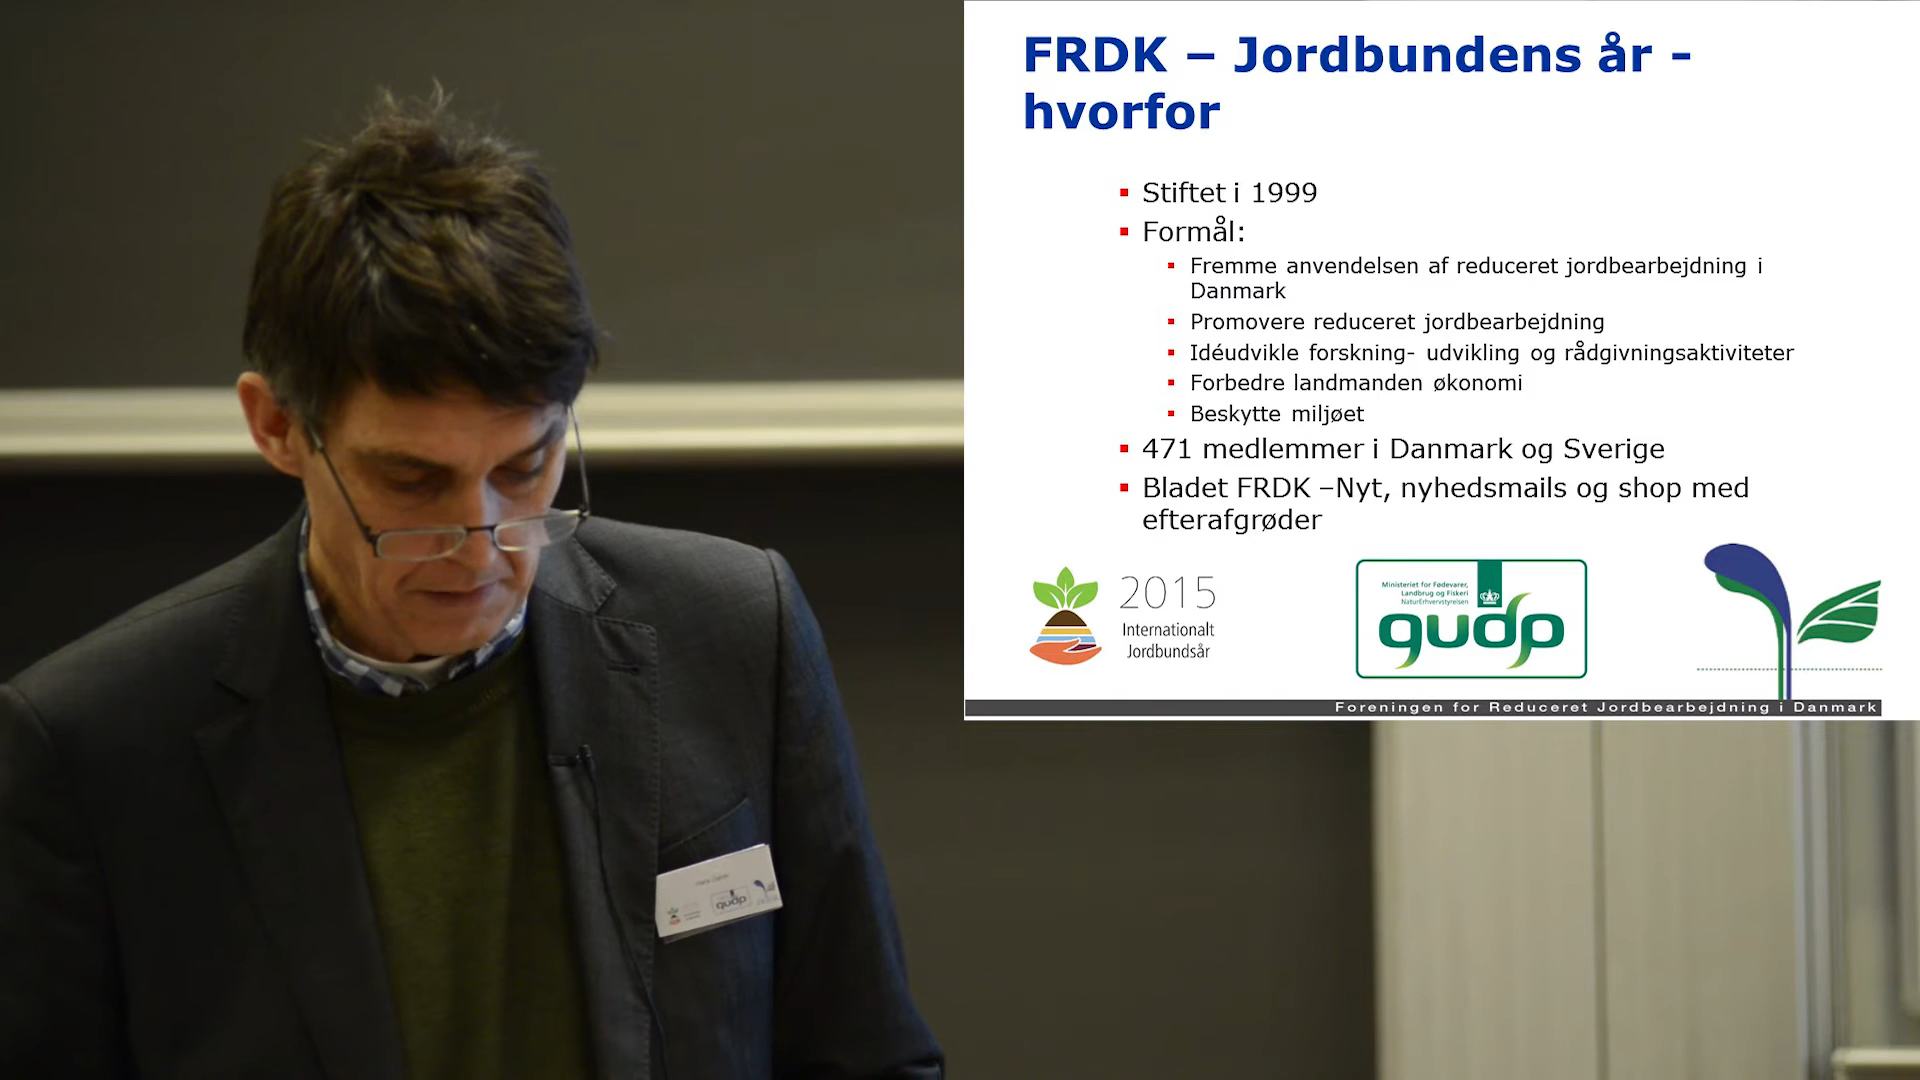 FRDK – Jordbundens år -
hvorfor
Stiftet i 1999
Formål:
Fremme anvendelsen af reduceret jordbearbejdning i
Danmark
Promovere reduceret jordbearbejdning
Idéudvikle forskning- udvikling og rådgivningsaktiviteter
Forbedre landmanden økonomi
Beskytte miljøet
471 medlemmer i Danmark og Sverige
Bladet FRDK –Nyt, nyhedsmails og shop med
efterafgrøder
2015
Internationalt
Jordbundsår
Ministeriet for Fødevarer,
Landbrug og Fiskeri
NaturErhvervstyrelsen
gudp
Foreningen for Reduceret Jordbearbejdning i Danmark
gudp